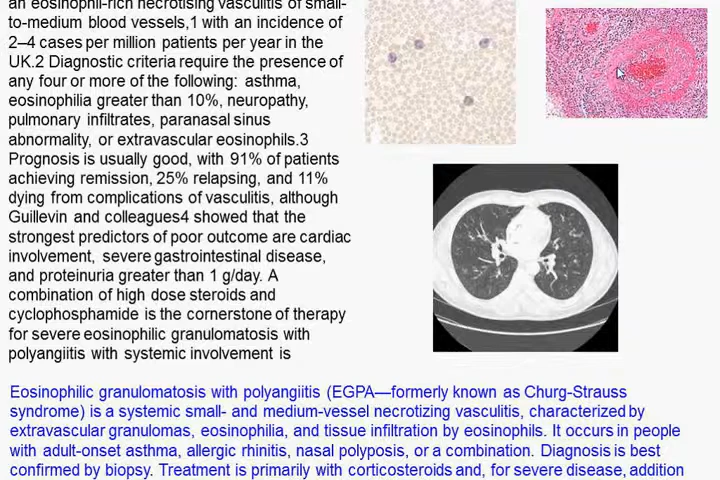 an eosinophil-rich necrotising vasculitis of small-
to-medium blood vessels,1 with an incidence of
2–4 cases per million patients per year in the
UK.2 Diagnostic criteria require the presence of
any four or more of the following: asthma,
eosinophilia greater than 10%, neuropathy,
pulmonary infiltrates, paranasal sinus
abnormality, or extravascular eosinophils.3
Prognosis is usually good, with 91% of patients
achieving remission, 25% relapsing, and 11%
dying from complications of vasculitis, although
Guillevin and colleagues4 showed that the
strongest predictors of poor outcome are cardiac
involvement, severe gastrointestinal disease,
and proteinuria greater than 1 g/day. A
combination of high dose steroids and
cyclophosphamide is the cornerstone of therapy
for severe eosinophilic granulomatosis with
polyangiitis with systemic involvement is
Eosinophilic granulomatosis with polyangiitis (EGPA—formerly known as Churg-Strauss
syndrome) is a systemic small- and medium-vessel necrotizing vasculitis, characterized by
extravascular granulomas, eosinophilia, and tissue infiltration by eosinophils. It occurs in people
with adult-onset asthma, allergic rhinitis, nasal polyposis, or a combination. Diagnosis is best
confirmed by biopsy. Treatment is primarily with corticosteroids and, for severe disease, addition